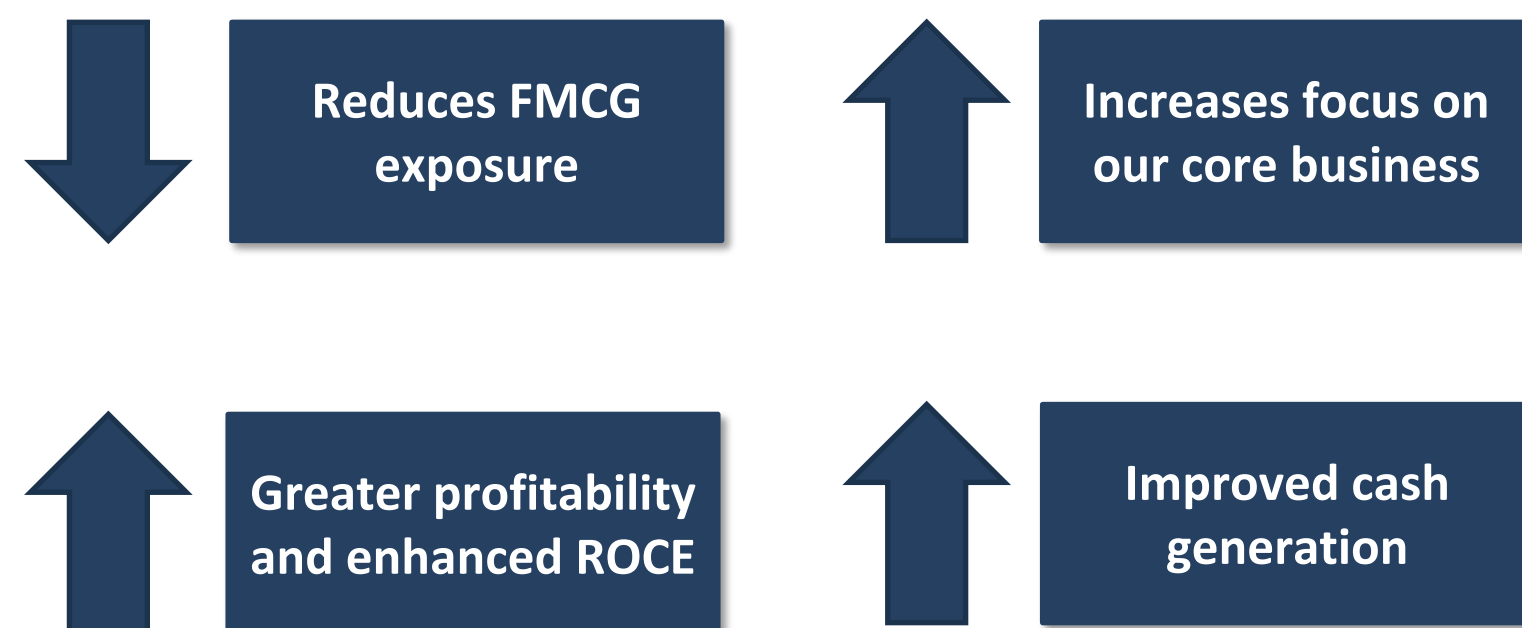 Reduces FMCG
exposure
Increases focus on
our core business
Greater profitability
and enhanced ROCE
Improved cash
generation